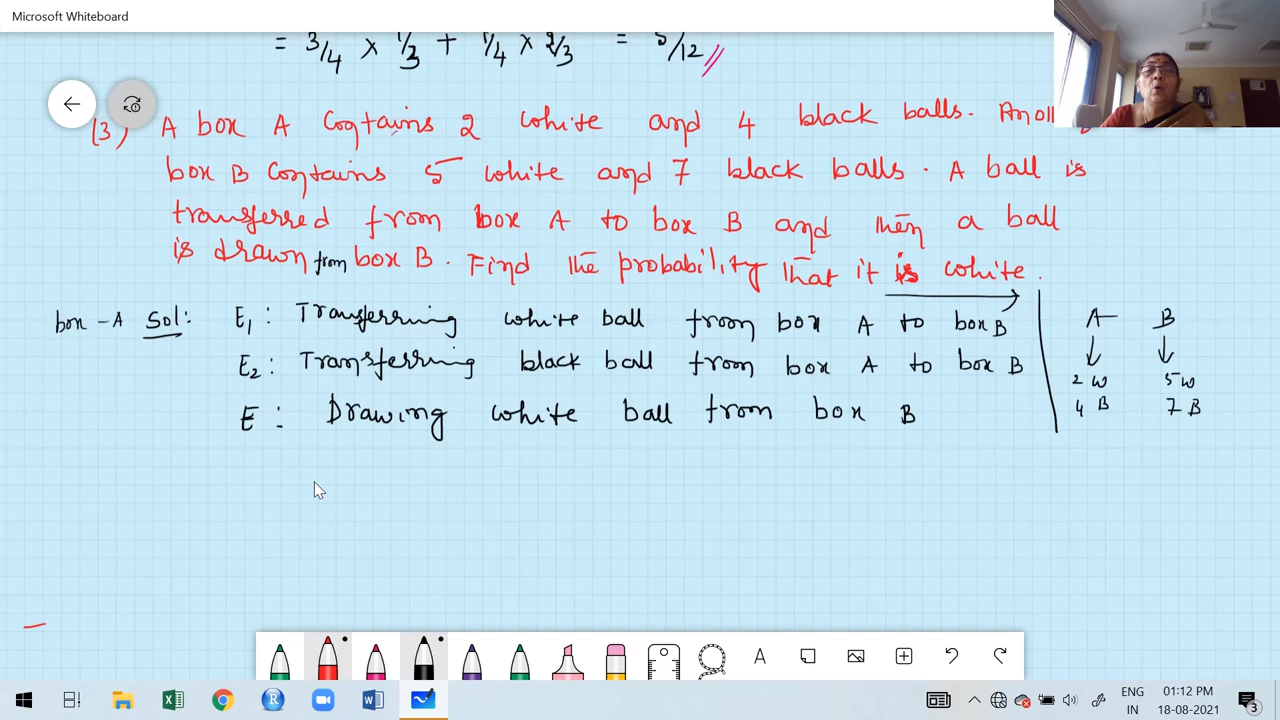 Microsoft Whiteboard
= 3/4 × 1/3 + 1/4 × 2/3 = 5/12 //
(3) A box A contains 2 white and 4 black balls.
box B contains 5 white and 7 black balls. A ball is
transferred from box A to box B and then a ball
is drawn from box B. Find the probability that it is white.
box - A Sol: E1: Transferring white ball from box A to box B
E2: Transferring black ball from box A to box B
E: Drawing white ball from box B
A B
2 W 5 W
4 B 7 B
A
ENG
IN
01:12 PM
18-08-2021
3